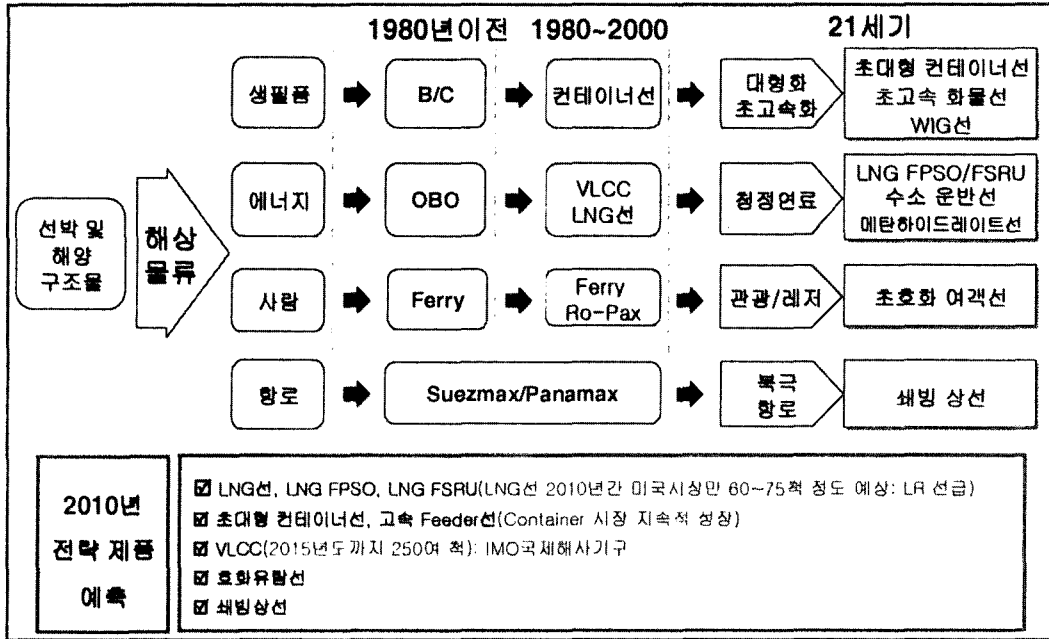 1980년이전 1980~2000 21세기
생필품 B/C 컨테이너선 대형화 초고속화
초대형 컨테이너선
초고속 화물선
WIG선
에너지 OBO VLCC LNG선 청정연료
LNG FPSO/FSRU
수소 운반선
메탄하이드레이트선
선박 및
해양
구조물
해상
물류
사람 Ferry Ferry Ro-Pax 관광/레저 초호화 여객선
항로 Suezmax/Panamax 북극 항로 쇄빙 상선
2010년
전략 제품
예측
☑ LNG선, LNG FPSO, LNG FSRU(LNG선 2010년간 미국시장만 60~75척 정도 예상: LR 선급)
☑ 초대형 컨테이너선, 고속 Feeder선(Container 시장 지속적 성장)
☑ VLCC(2015년도까지 250여 척): IMO국제해사기구
☑ 호화유람선
☑ 쇄빙상선